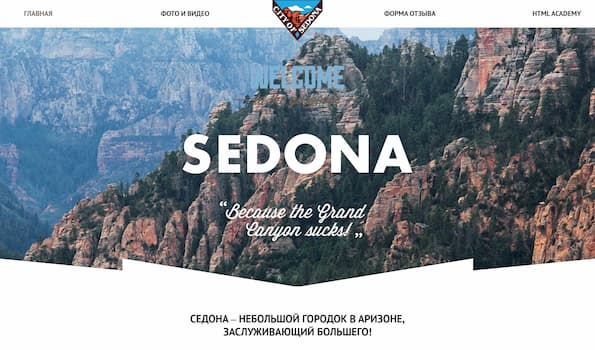 ГЛАВНАЯ
ФОТО И ВИДЕО
CITY OF SEDONA
ФОРМА ОТЗЫВА
HTML ACADEMY
WELCOME
SEDONA
“Because the Grand
Canyon sucks!„
СЕДОНА – НЕБОЛЬШОЙ ГОРОДОК В АРИЗОНЕ,
ЗАСЛУЖИВАЮЩИЙ БОЛЬШЕГО!